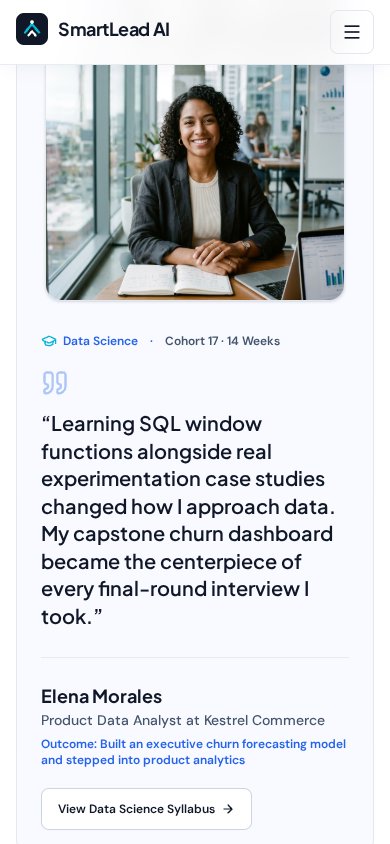 SmartLead AI
Data Science · Cohort 17 · 14 Weeks
“Learning SQL window
functions alongside real
experimentation case studies
changed how I approach data.
My capstone churn dashboard
became the centerpiece of
every final-round interview I
took.”
Elena Morales
Product Data Analyst at Kestrel Commerce
Outcome: Built an executive churn forecasting model
and stepped into product analytics
View Data Science Syllabus →